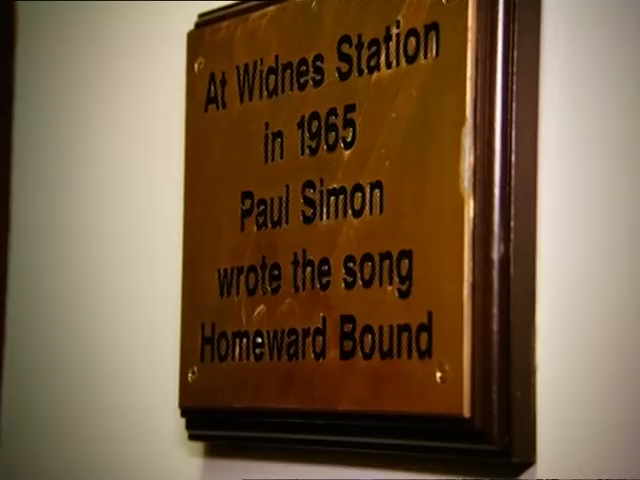 At Widnes Station
in 1965
Paul Simon
wrote the song
Homeward Bound